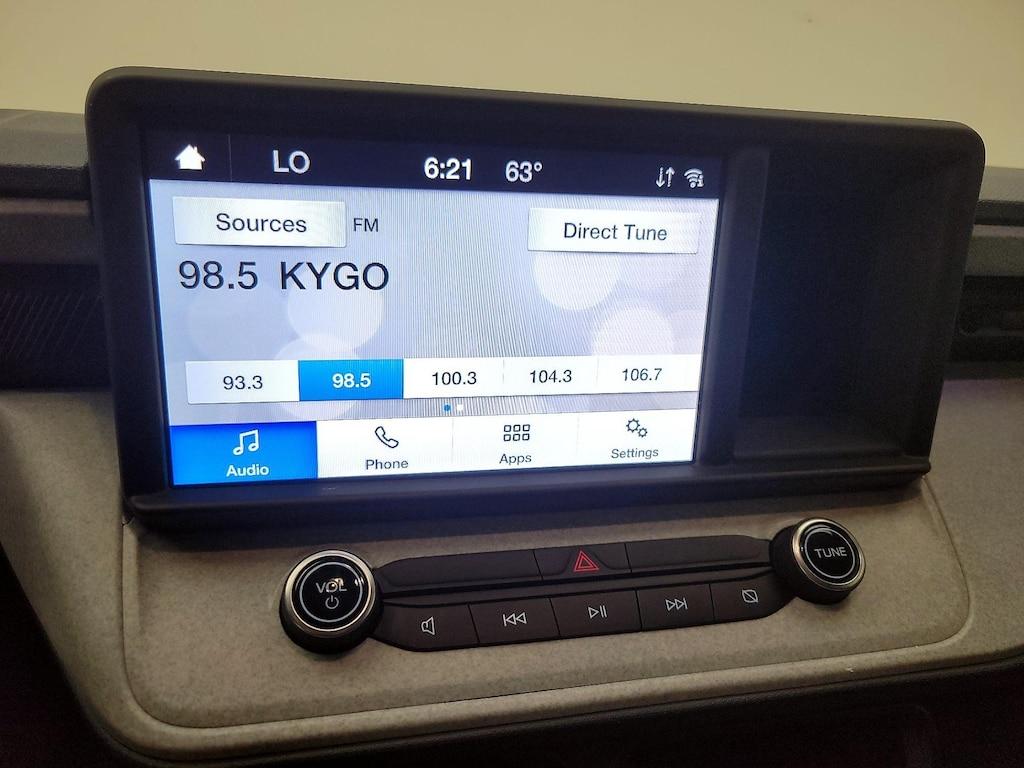 LO 6:21 63°
Sources FM Direct Tune
98.5 KYGO
93.3 98.5 100.3 104.3 106.7
Audio Phone Apps Settings
VOL
TUNE